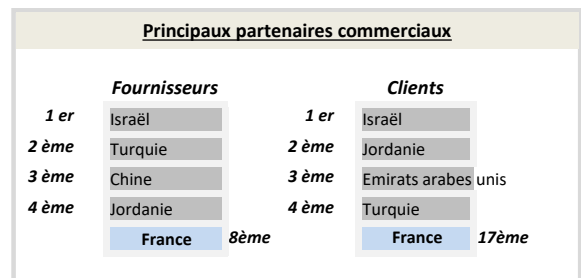 Principaux partenaires commerciaux
Fournisseurs Clients
1 er Israël 1 er Israël
2 ème Turquie 2 ème Jordanie
3 ème Chine 3 ème Emirats arabes unis
4 ème Jordanie 4 ème Turquie
France 8ème France 17ème